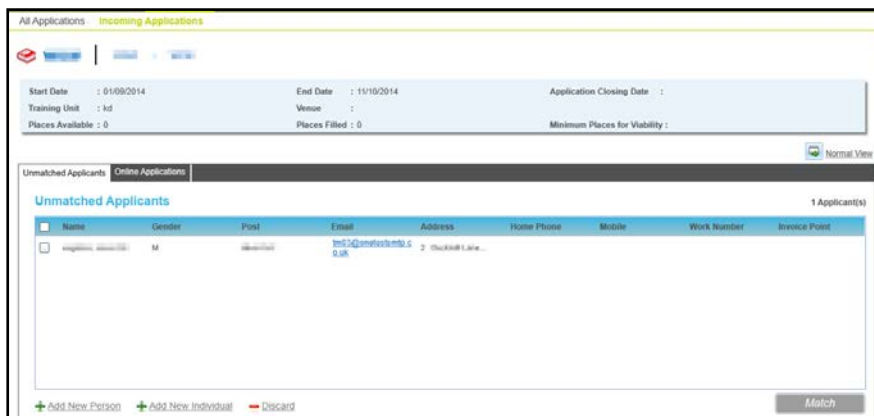 All Applications Incoming Applications
Start Date : 01/09/2014 End Date : 11/10/2014 Application Closing Date :
Training Unit : kd Venue :
Places Available : 0 Places Filled : 0 Minimum Places for Viability :
Normal View
Unmatched Applicants Online Applications
Unmatched Applicants 1 Applicant(s)
Name Gender Post Email Address Home Phone Mobile Work Number Invoice Point
M 2 Lane...
Add New Person Add New Individual Discard Match